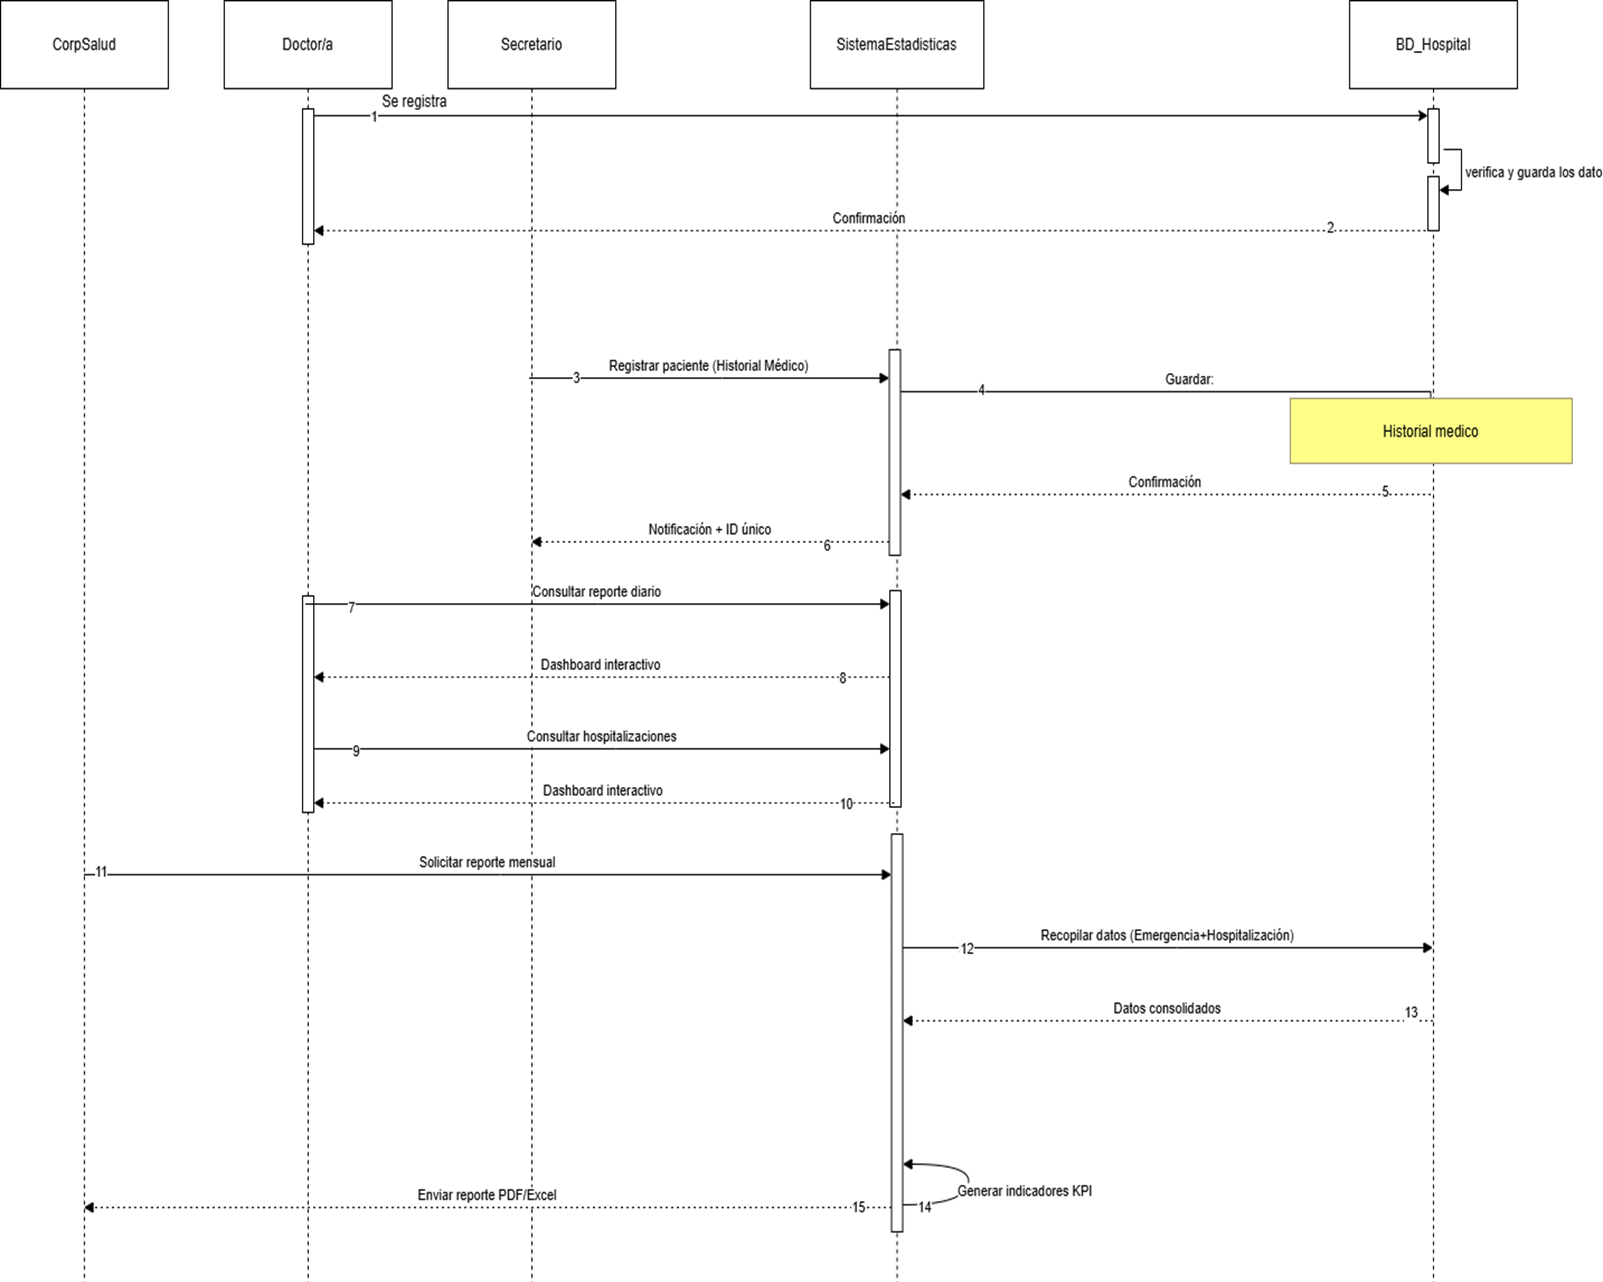 CorpSalud
Doctor/a
Secretario
SistemaEstadisticas
BD_Hospital
Se registra
1
verifica y guarda los dato
Confirmación
2
Registrar paciente (Historial Médico)
3
Guardar:
4
Historial medico
Confirmación
5
Notificación + ID único
6
Consultar reporte diario
7
Dashboard interactivo
8
Consultar hospitalizaciones
9
Dashboard interactivo
10
Solicitar reporte mensual
11
Recopilar datos (Emergencia+Hospitalización)
12
Datos consolidados
13
Generar indicadores KPI
14
Enviar reporte PDF/Excel
15